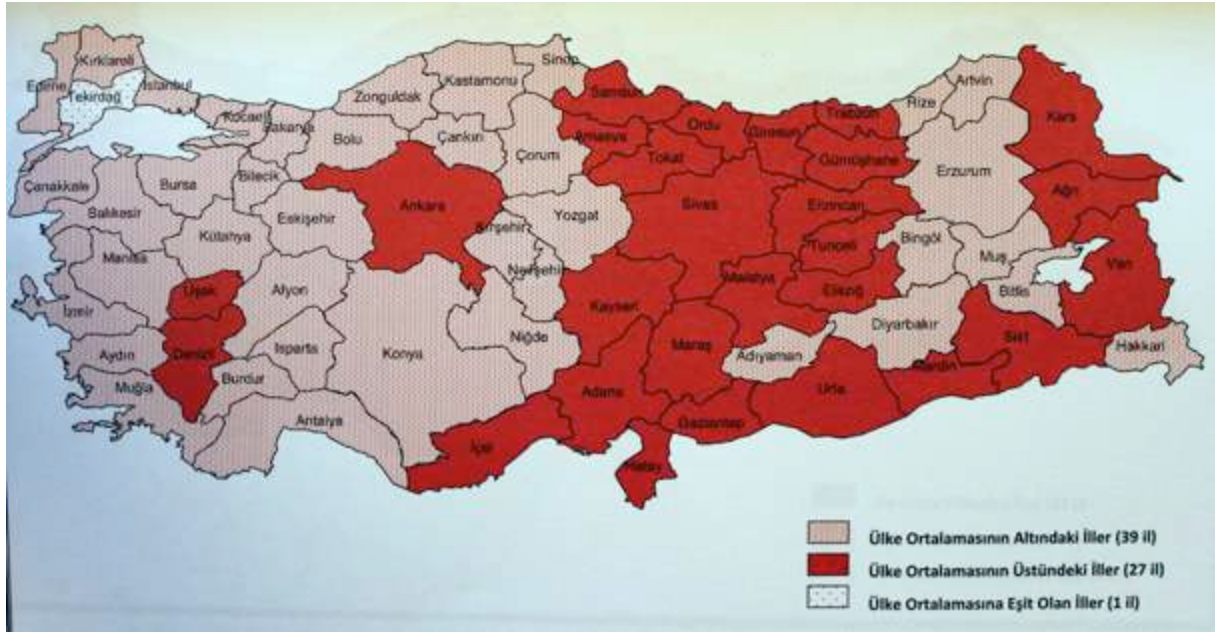 Kırklareli
Edirne
Tekirdağ
İstanbul
Kocaeli
Sakarya
Zonguldak
Kastamonu
Sinop
Bolu
Çankırı
Çorum
Samsun
Amasya
Ordu
Tokat
Giresun
Trabzon
Gümüşhane
Rize
Artvin
Kars
Erzurum
Ağrı
Çanakkale
Bursa
Bilecik
Balıkesir
Eskişehir
Kütahya
Ankara
Kırşehir
Yozgat
Sivas
Erzincan
Tunceli
Bingöl
Muş
Van
Manisa
Uşak
Afyon
Nevşehir
Kayseri
Malatya
Elazığ
Bitlis
İzmir
Aydın
Denizli
Isparta
Konya
Niğde
Maraş
Adıyaman
Diyarbakır
Siirt
Hakkari
Muğla
Burdur
Antalya
İçel
Adana
Gaziantep
Urfa
Mardin
Hatay
Ülke Ortalamasının Altındaki İller (39 il)
Ülke Ortalamasının Üstündeki İller (27 il)
Ülke Ortalamasına Eşit Olan İller (1 il)